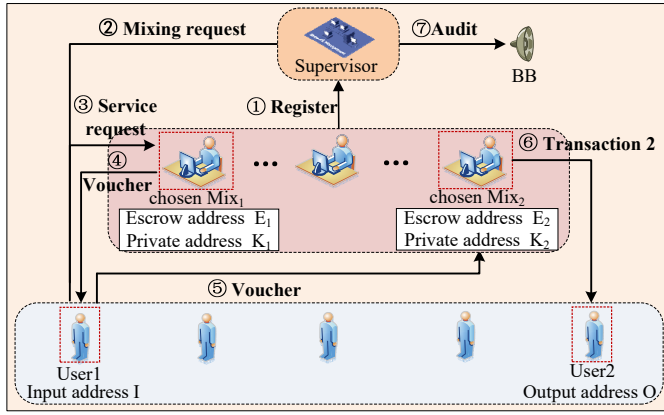 ② Mixing request
⑦Audit
Supervisor
BB
① Register
③ Service
request
④
Voucher
⑥ Transaction 2
...
...
chosen Mix₁
chosen Mix₂
Escrow address E₁
Private address K₁
Escrow address E₂
Private address K₂
⑤ Voucher
User1
Input address I
User2
Output address O